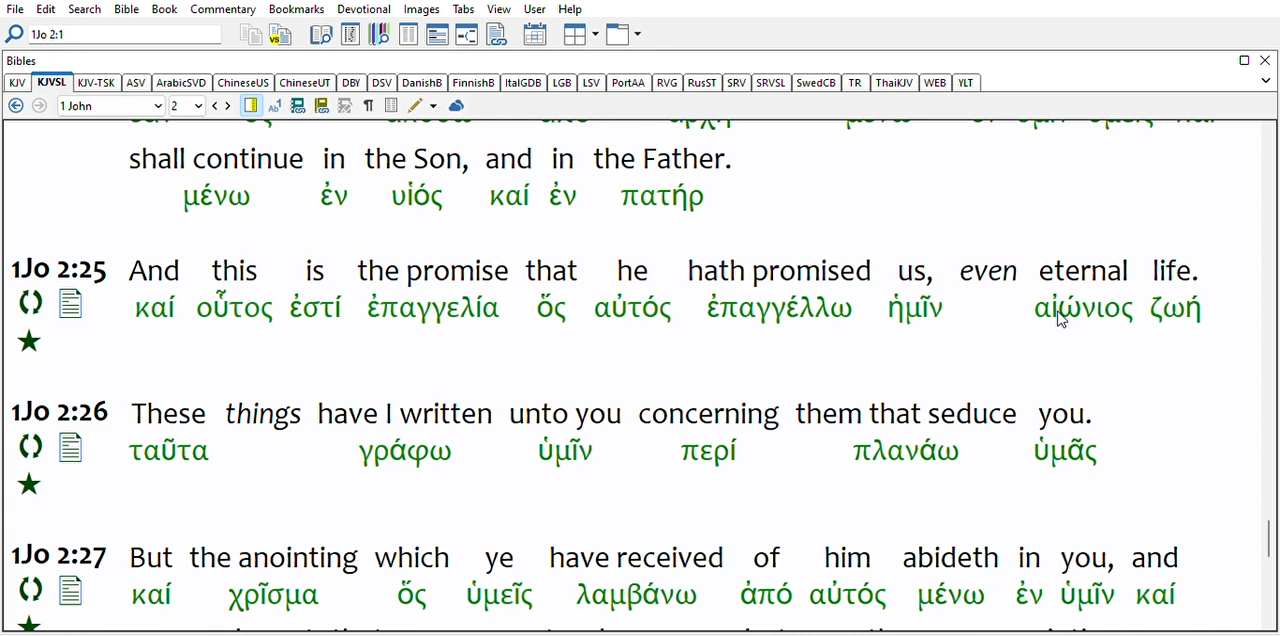 File Edit Search Bible Book Commentary Bookmarks Devotional Images Tabs View User Help
1Jo 2:1
Bibles
KJV KJVSL KJV-TSK ASV ArabicSVD ChineseUS ChineseUT DBY DSV DanishB FinnishB ItalGDB LGB LSV PortAA RVG RusST SRV SRVSL SwedCB TR ThaiKJV WEB YLT
1 John 2
shall continue in the Son, and in the Father.
μένω ἐν υἱός καί ἐν πατήρ
1Jo 2:25 And this is the promise that he hath promised us, even eternal life.
καί οὗτος ἐστί ἐπαγγελία ὅς αὐτός ἐπαγγέλλω ἡμῖν αἰώνιος ζωή
1Jo 2:26 These things have I written unto you concerning them that seduce you.
ταῦτα γράφω ὑμῖν περί πλανάω ὑμᾶς
1Jo 2:27 But the anointing which ye have received of him abideth in you, and
καί χρῖσμα ὅς ὑμεῖς λαμβάνω ἀπό αὐτός μένω ἐν ὑμῖν καί